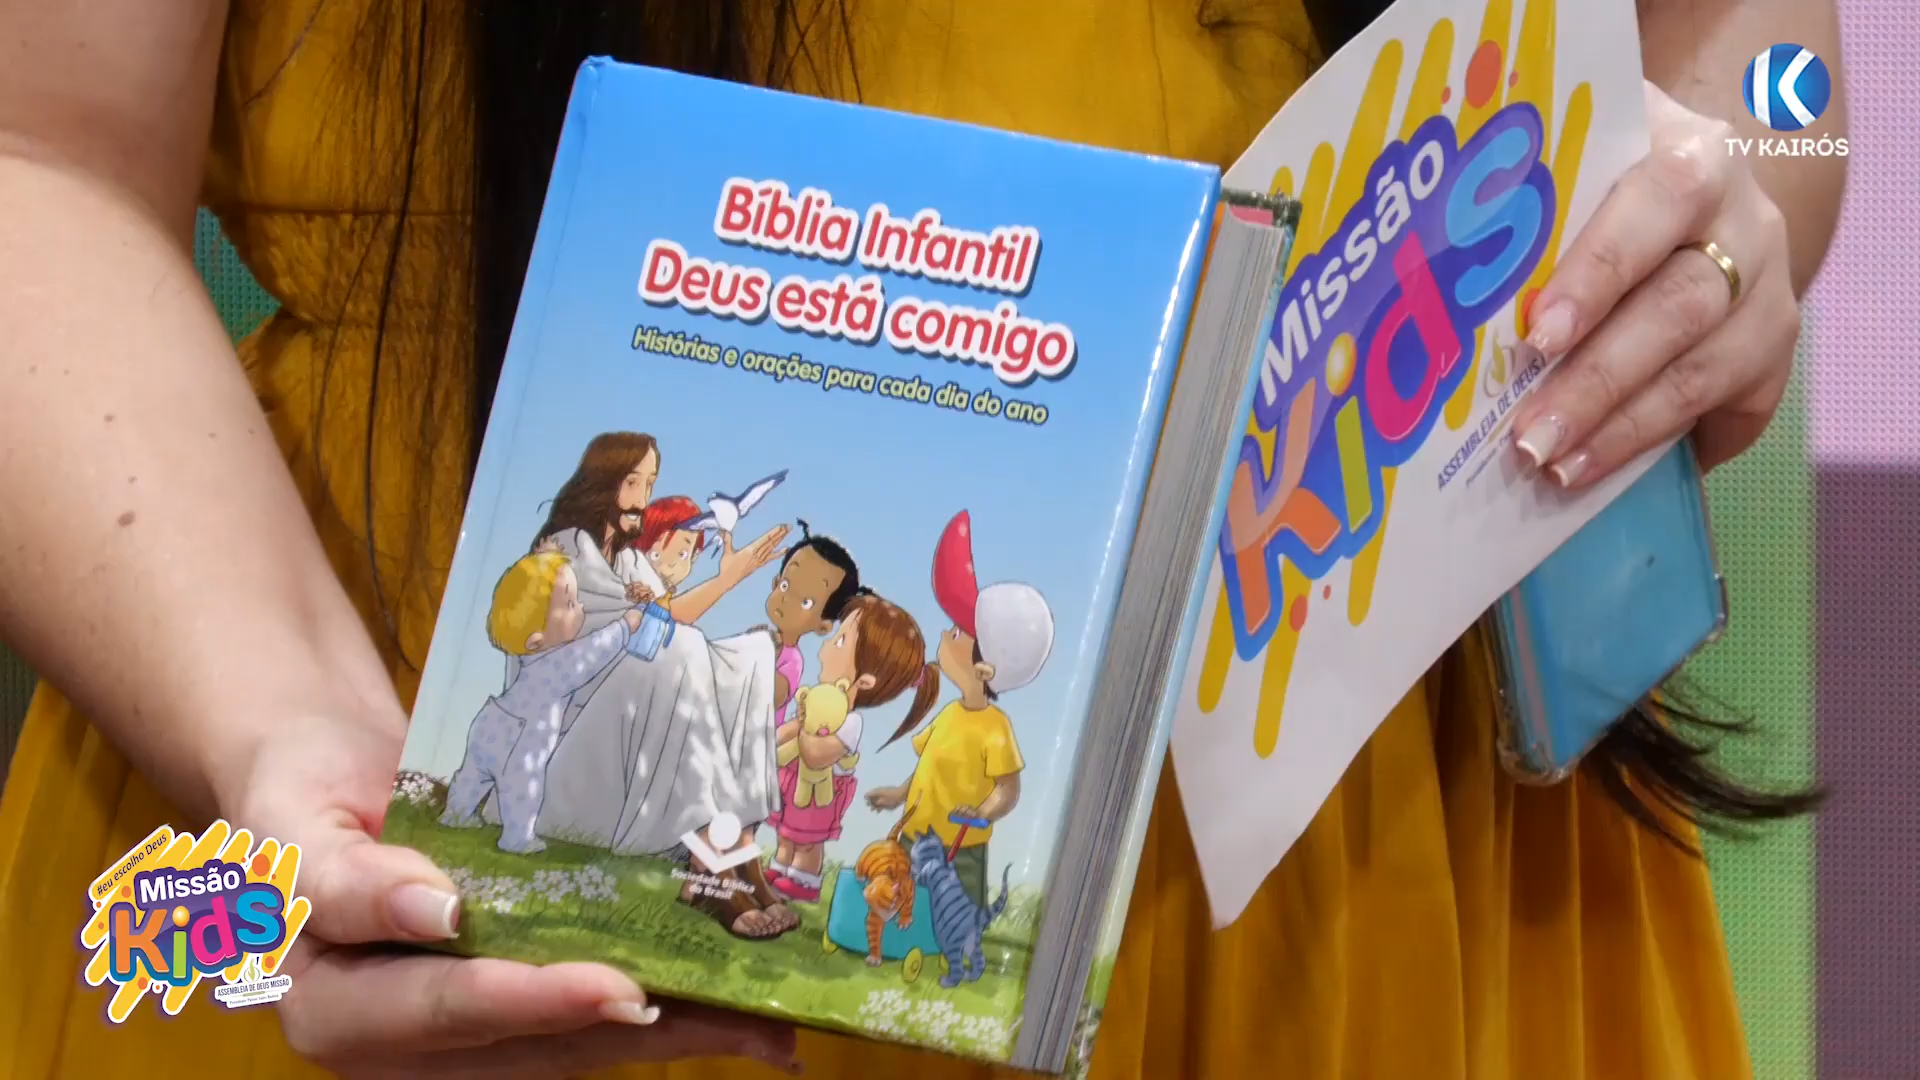 TV KAIRÓS
Bíblia Infantil
Deus está comigo
Histórias e orações para cada dia do ano
Sociedade Bíblica
do Brasil
Missão
Kids
ASSEMBLEIA DE DEUS
#eu escolho Deus
Missão
Kids
ASSEMBLEIA DE DEUS MISSÃO